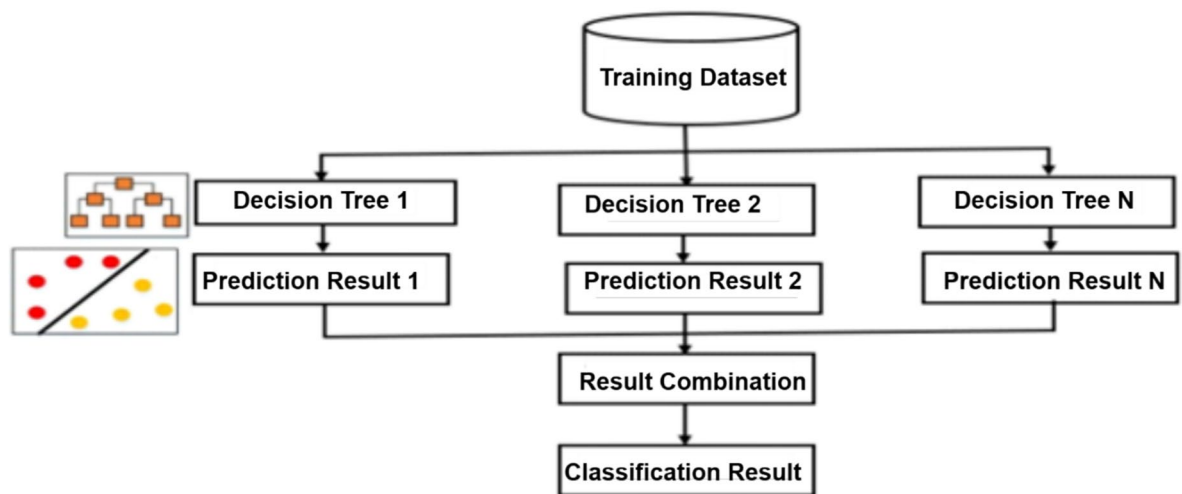 Training Dataset
Decision Tree 1
Decision Tree 2
Decision Tree N
Prediction Result 1
Prediction Result 2
Prediction Result N
Result Combination
Classification Result